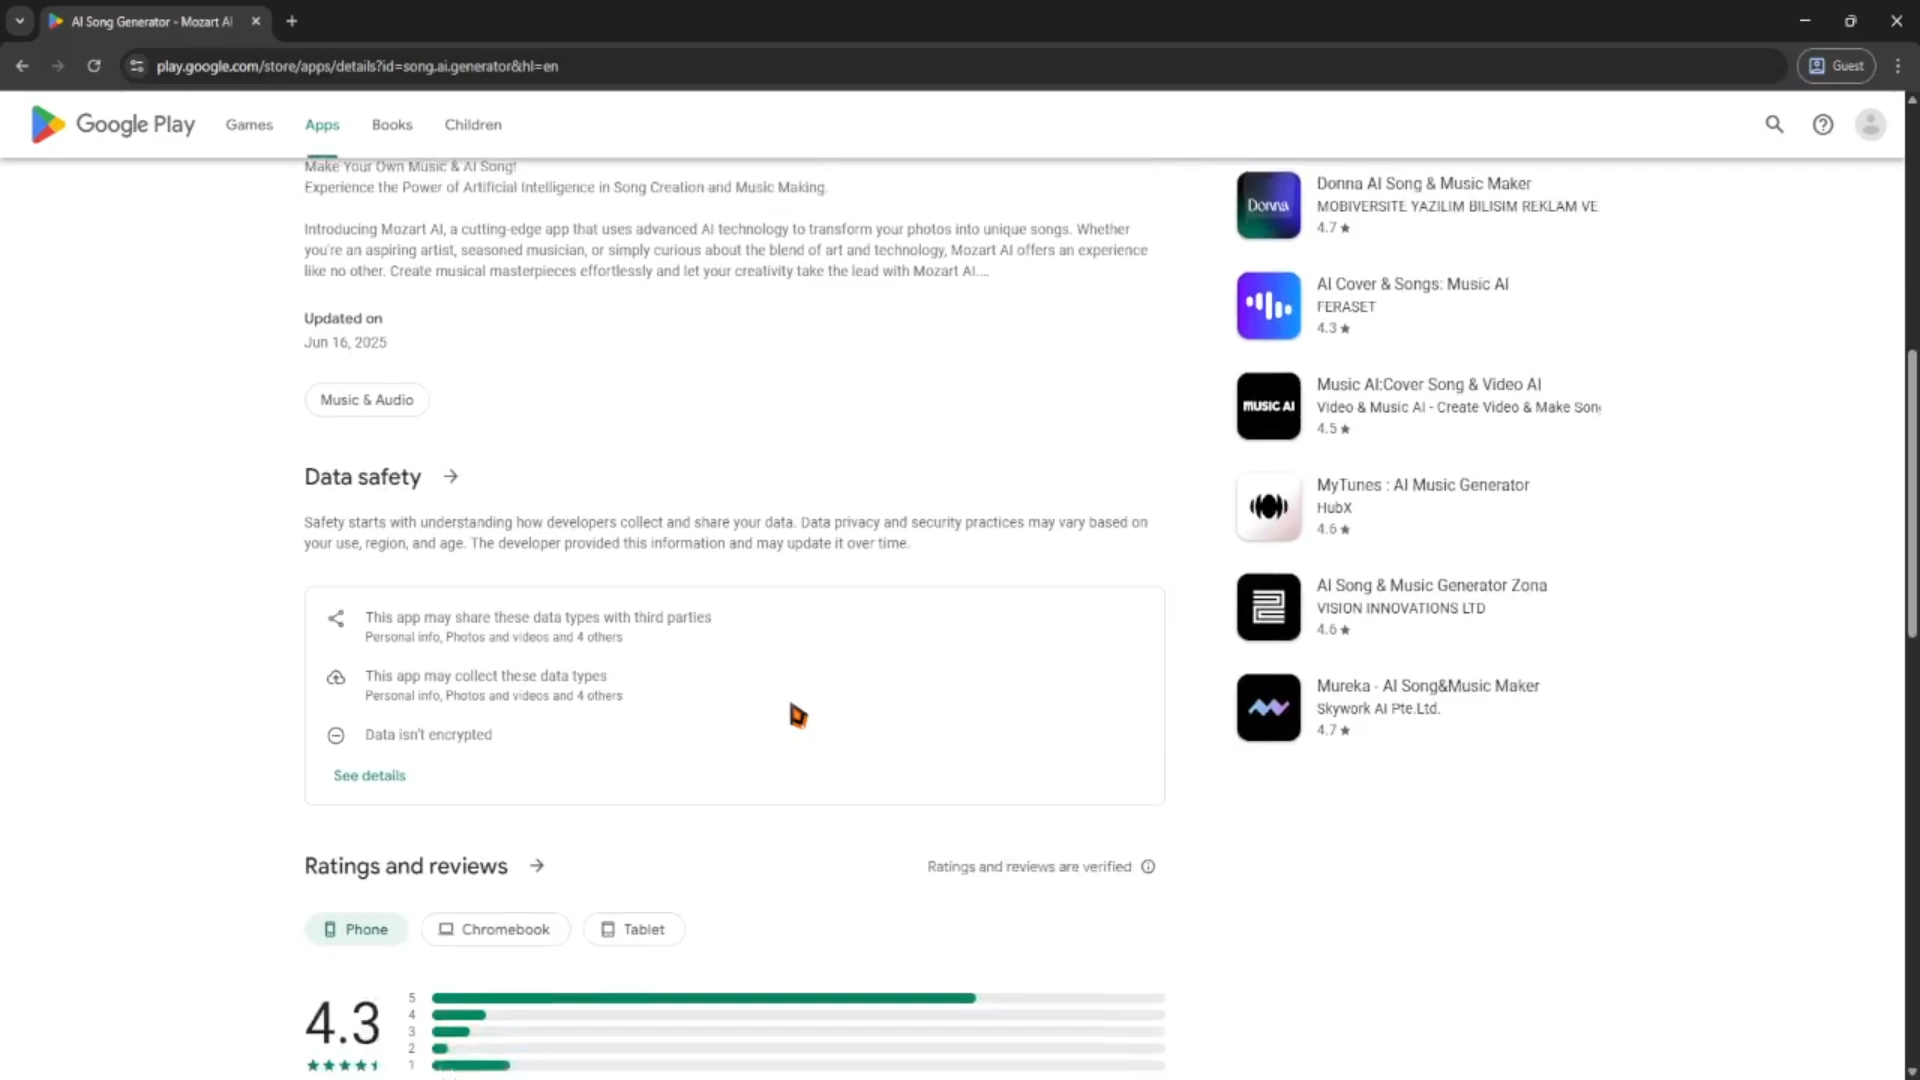 AI Song Generator - Mozart AI
play.google.com/store/apps/details?id=song.ai.generator&hl=en
Guest
Google Play
Games
Apps
Books
Children
Make Your Own Music & AI Song!
Experience the Power of Artificial Intelligence in Song Creation and Music Making.
Introducing Mozart AI, a cutting-edge app that uses advanced AI technology to transform your photos into unique songs. Whether
you're an aspiring artist, seasoned musician, or simply curious about the blend of art and technology, Mozart AI offers an experience
like no other. Create musical masterpieces effortlessly and let your creativity take the lead with Mozart AI....
Updated on
Jun 16, 2025
Music & Audio
Data safety
Safety starts with understanding how developers collect and share your data. Data privacy and security practices may vary based on
your use, region, and age. The developer provided this information and may update it over time.
This app may share these data types with third parties
Personal info, Photos and videos and 4 others
This app may collect these data types
Personal info, Photos and videos and 4 others
Data isn't encrypted
See details
Ratings and reviews
Ratings and reviews are verified
Phone
Chromebook
Tablet
4.3
5
4
3
2
1
Donna
Donna AI Song & Music Maker
MOBIVERSITE YAZILIM BILISIM REKLAM VE
4.7
AI Cover & Songs: Music AI
FERASET
4.3
MUSIC AI
Music AI:Cover Song & Video AI
Video & Music AI - Create Video & Make Song
4.5
MyTunes : AI Music Generator
HubX
4.6
AI Song & Music Generator Zona
VISION INNOVATIONS LTD
4.6
Mureka - AI Song&Music Maker
Skywork AI Pte.Ltd.
4.7